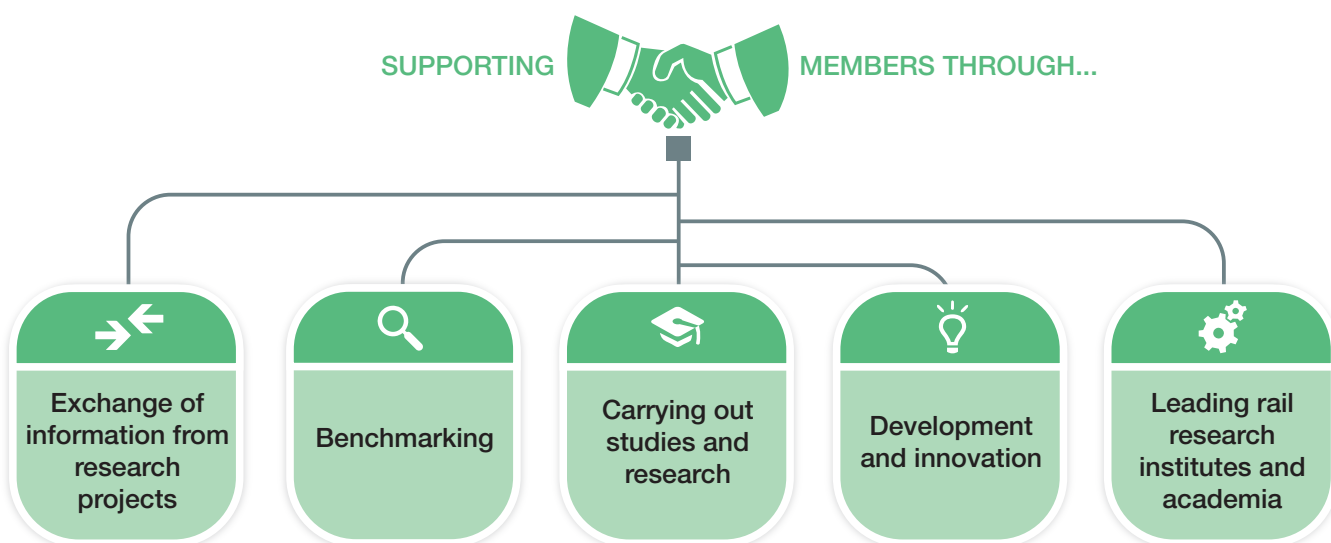 SUPPORTING MEMBERS THROUGH...
Exchange of
information from
research
projects
Benchmarking
Carrying out
studies and
research
Development
and innovation
Leading rail
research
institutes and
academia